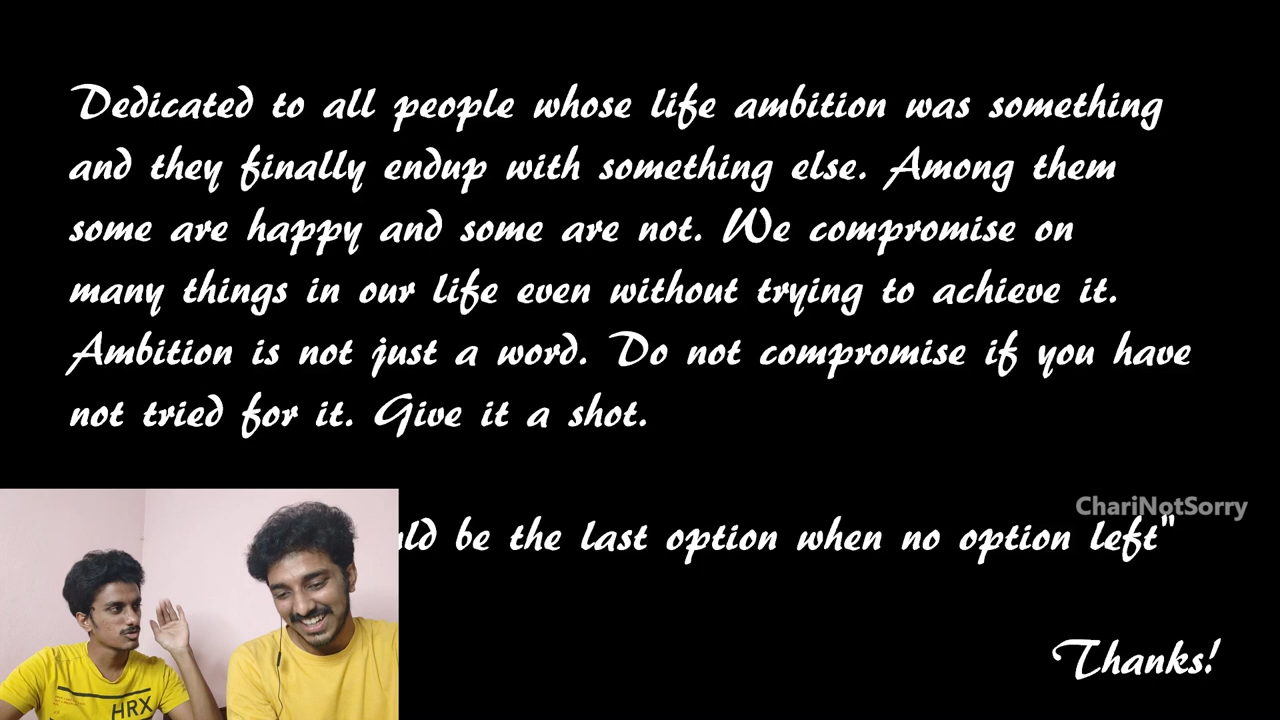 Dedicated to all people whose life ambition was something
and they finally endup with something else. Among them
some are happy and some are not. We compromise on
many things in our life even without trying to achieve it.
Ambition is not just a word. Do not compromise if you have
not tried for it. Give it a shot.
ChariNotSorry
be the last option when no option left"
HRX
Thanks!